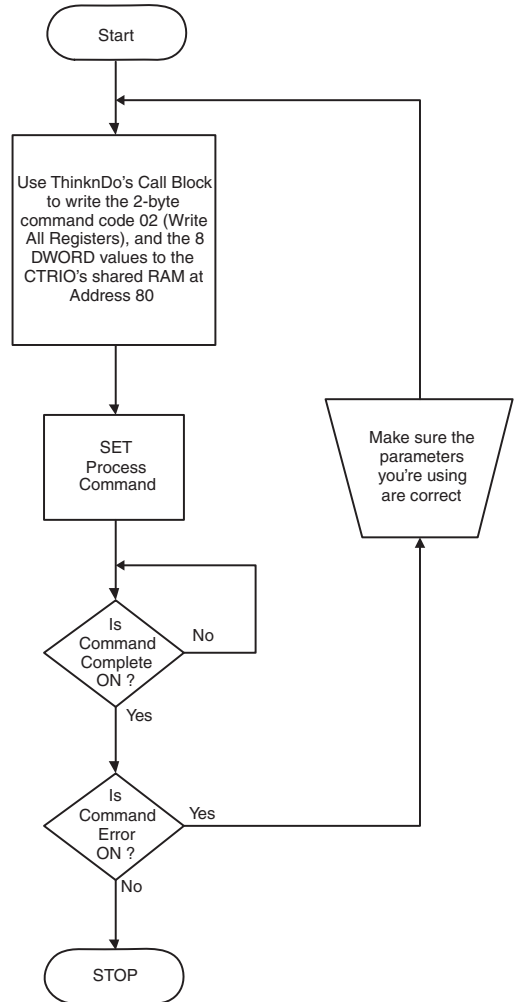 Start
Use ThinknDo's Call Block
to write the 2-byte
command code 02 (Write
All Registers), and the 8
DWORD values to the
CTRIO's shared RAM at
Address 80
SET
Process
Command
Make sure the
parameters
you're using
are correct
Is
Command
Complete
ON ?
No
Yes
Is
Command
Error
ON ?
Yes
No
STOP